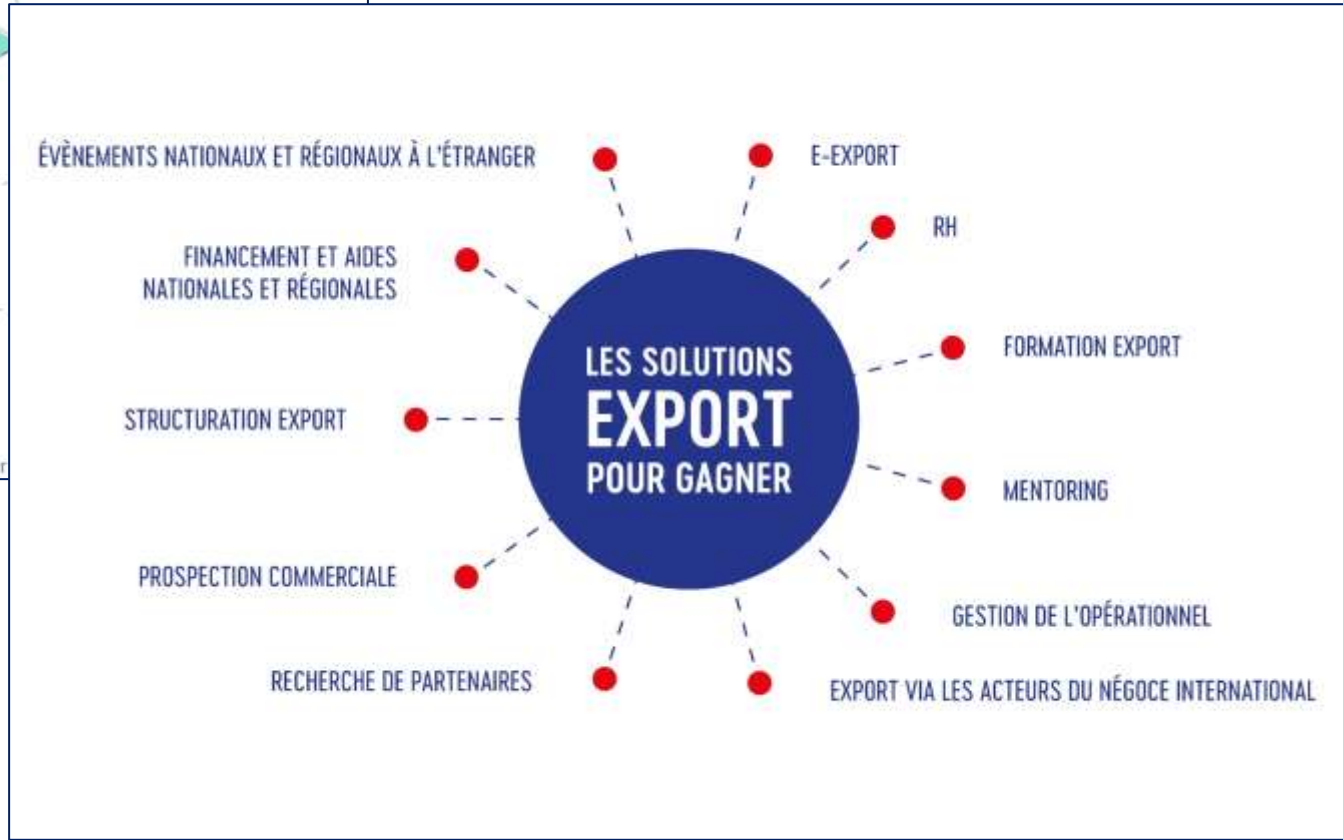 ÉVÈNEMENTS NATIONAUX ET RÉGIONAUX À L'ÉTRANGER
E-EXPORT
RH
FINANCEMENT ET AIDES
NATIONALES ET RÉGIONALES
FORMATION EXPORT
LES SOLUTIONS
EXPORT
POUR GAGNER
STRUCTURATION EXPORT
MENTORING
PROSPECTION COMMERCIALE
GESTION DE L'OPÉRATIONNEL
RECHERCHE DE PARTENAIRES
EXPORT VIA LES ACTEURS DU NÉGOCE INTERNATIONAL